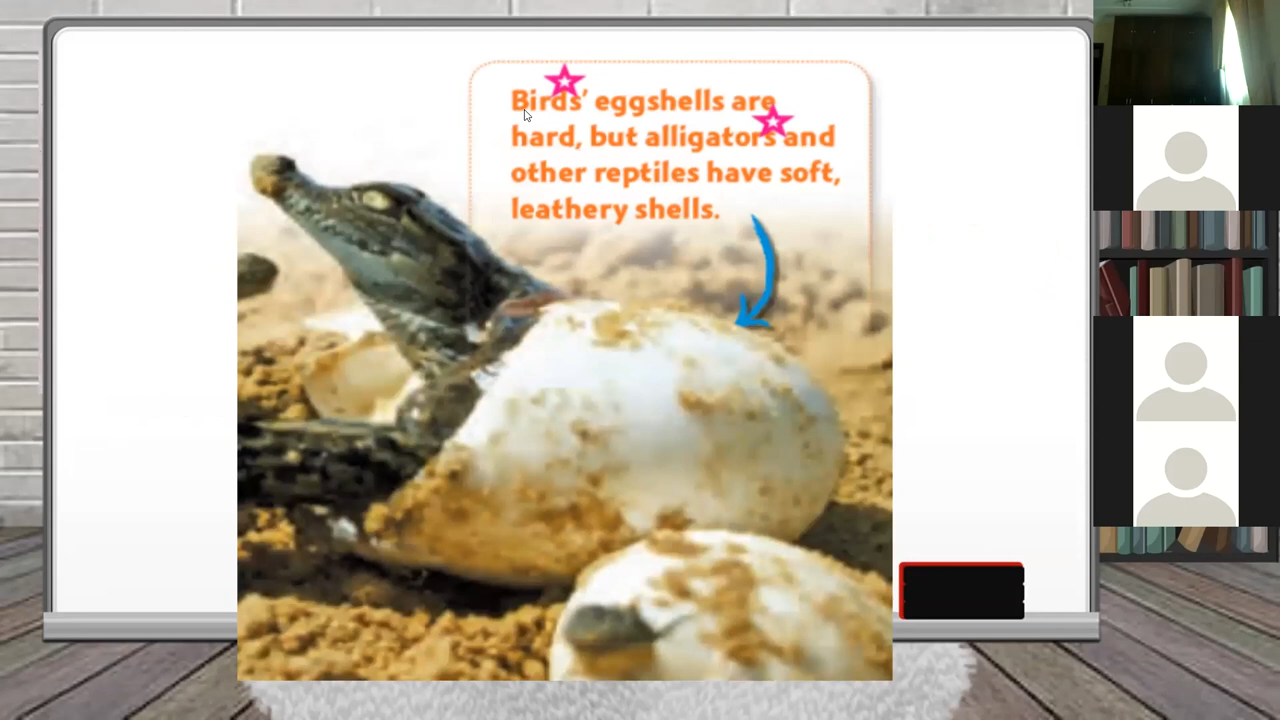 Birds' eggshells are
hard, but alligators and
other reptiles have soft,
leathery shells.